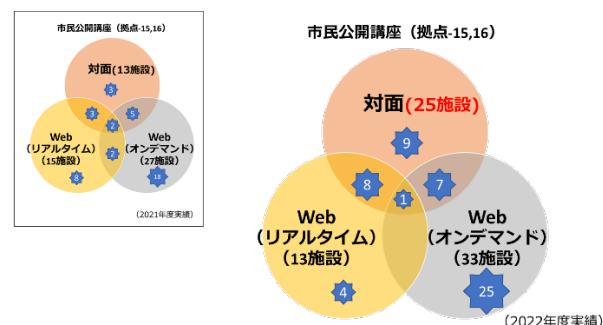 市民公開講座（拠点-15,16）
対面(13施設)
3
3
5
2
Web
（リアルタイム）
（15施設）
2
8
Web
（オンデマンド）
（27施設）
18
（2021年度実績）
市民公開講座（拠点-15,16）
対面(25施設)
9
8
7
1
Web
（リアルタイム）
（13施設）
4
Web
（オンデマンド）
（33施設）
25
（2022年度実績）